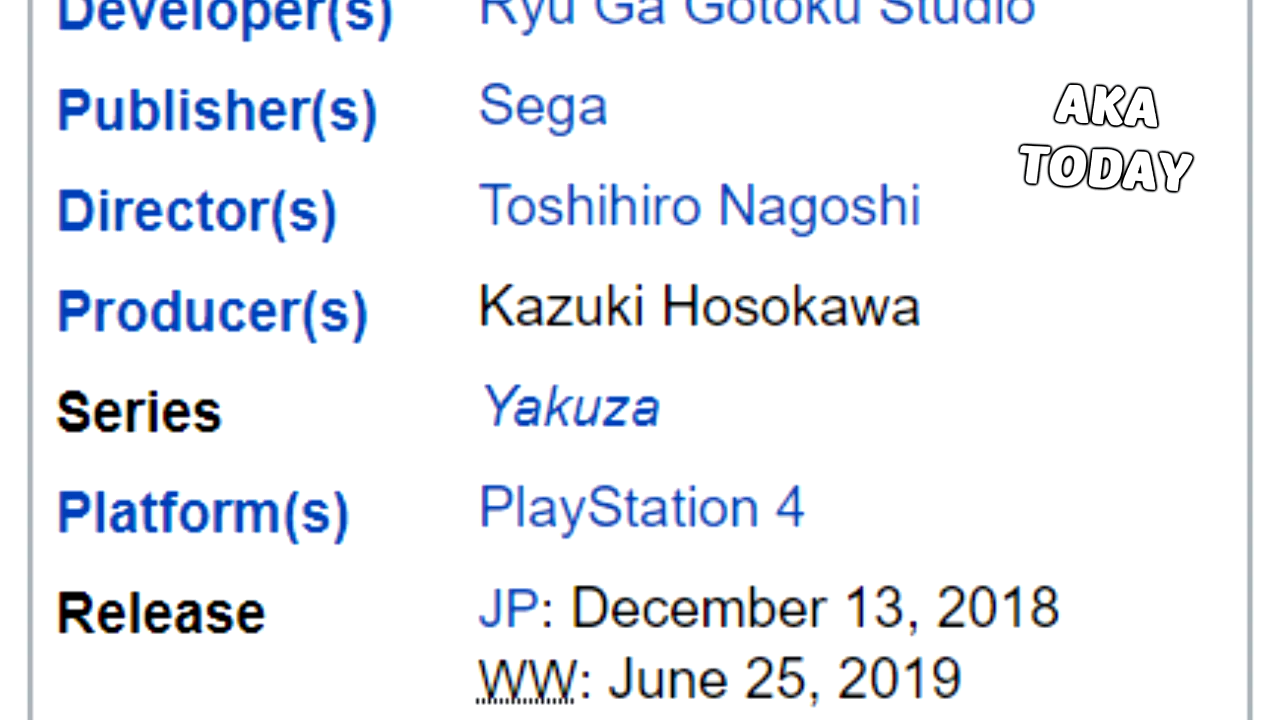 Developer(s) Ryu Ga Gotoku Studio
Publisher(s) Sega
AKA
TODAY
Director(s) Toshihiro Nagoshi
Producer(s) Kazuki Hosokawa
Series Yakuza
Platform(s) PlayStation 4
Release JP: December 13, 2018
WW: June 25, 2019